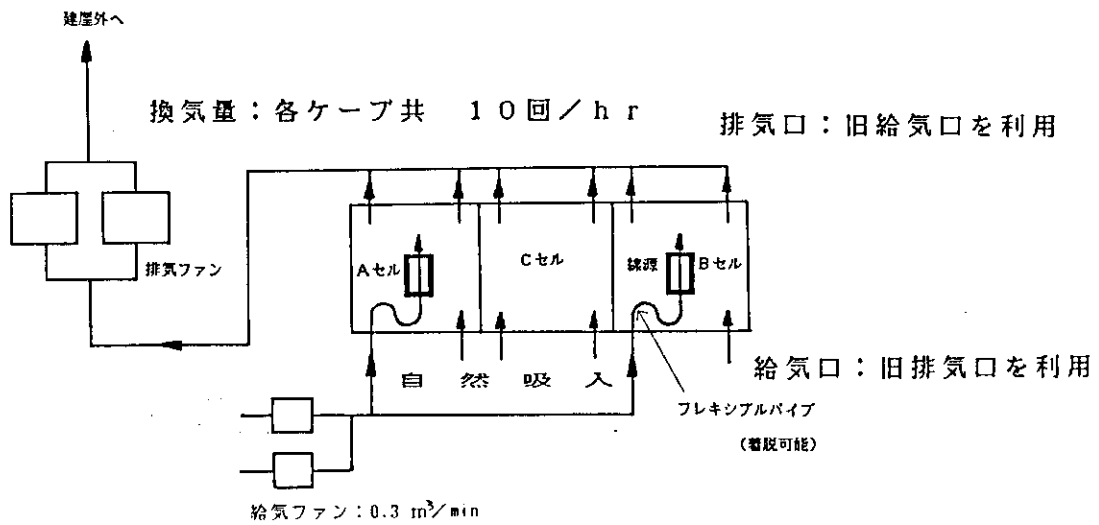 建屋外へ
換気量：各ケーブ共　１０回／ｈｒ
排気口：旧給気口を利用
排気ファン
Aセル
Cセル
線源
Bセル
自然吸入
給気口：旧排気口を利用
フレキシブルパイプ
（着脱可能）
給気ファン：0.3 m³/min